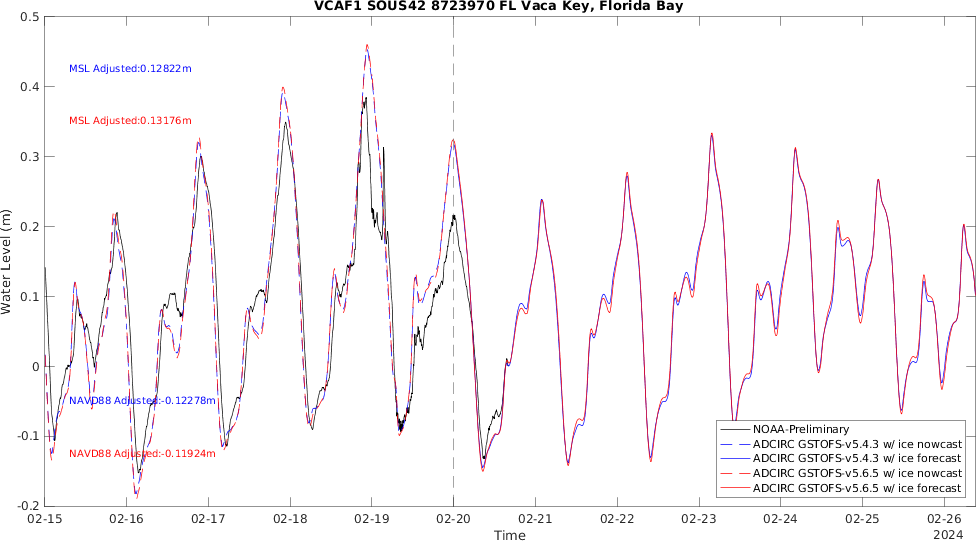 VCAF1 SOUS42 8723970 FL Vaca Key, Florida Bay
Water Level (m)
0.5
0.4
0.3
0.2
0.1
0
-0.1
-0.2
MSL Adjusted:0.12822m
MSL Adjusted:0.13176m
NAVD88 Adjusted:-0.12278m
NAVD88 Adjusted:-0.11924m
NOAA-Preliminary
ADCIRC GSTOFS-v5.4.3 w/ ice nowcast
ADCIRC GSTOFS-v5.4.3 w/ ice forecast
ADCIRC GSTOFS-v5.6.5 w/ ice nowcast
ADCIRC GSTOFS-v5.6.5 w/ ice forecast
02-15 02-16 02-17 02-18 02-19 02-20 02-21 02-22 02-23 02-24 02-25 02-26
Time
2024